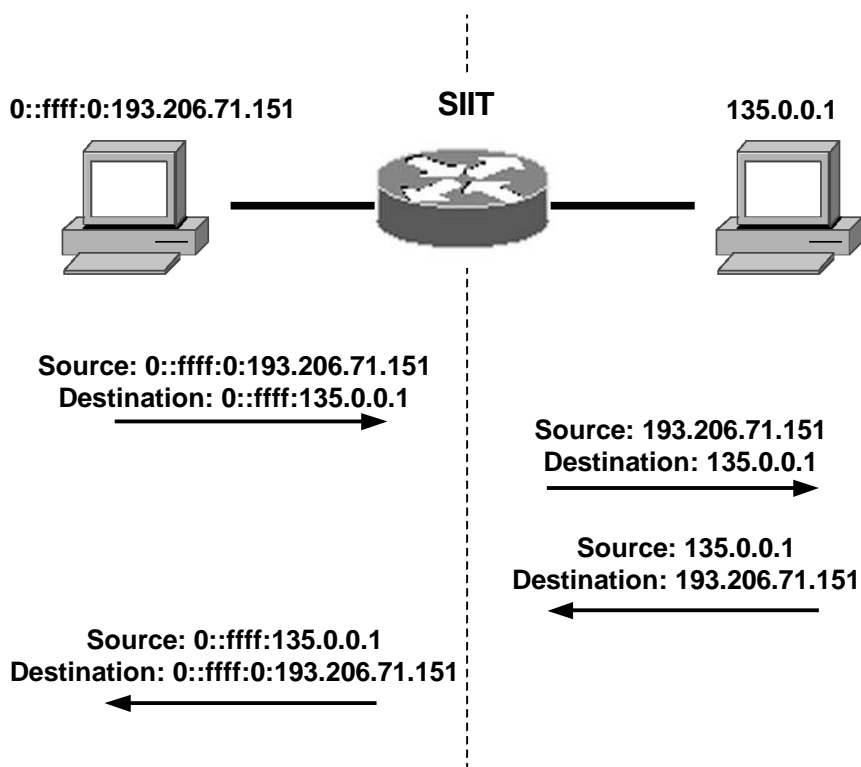 SIIT
0::ffff:0:193.206.71.151
135.0.0.1
Source: 0::ffff:0:193.206.71.151
Destination: 0::ffff:135.0.0.1
Source: 193.206.71.151
Destination: 135.0.0.1
Source: 135.0.0.1
Destination: 193.206.71.151
Source: 0::ffff:135.0.0.1
Destination: 0::ffff:0:193.206.71.151